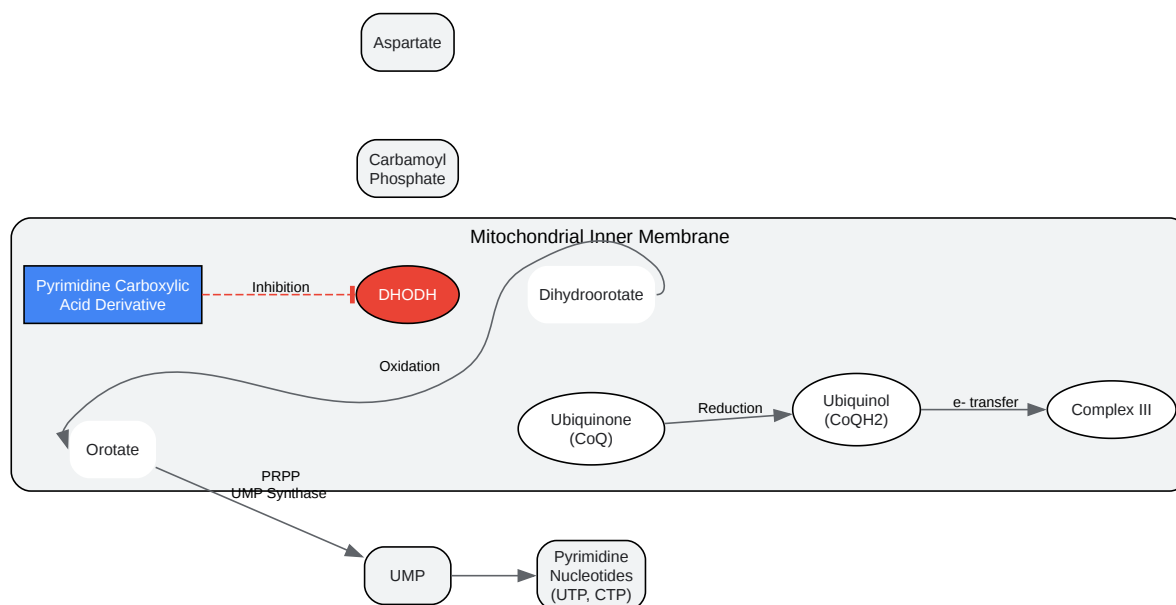 Aspartate
Carbamoyl
Phosphate
Mitochondrial Inner Membrane
Pyrimidine Carboxylic
Acid Derivative
Inhibition
DHODH
Dihydroorotate
Oxidation
Ubiquinone
(CoQ)
Reduction
Ubiquinol
(CoQH2)
e- transfer
Complex III
Orotate
PRPP
UMP Synthase
UMP
Pyrimidine
Nucleotides
(UTP, CTP)